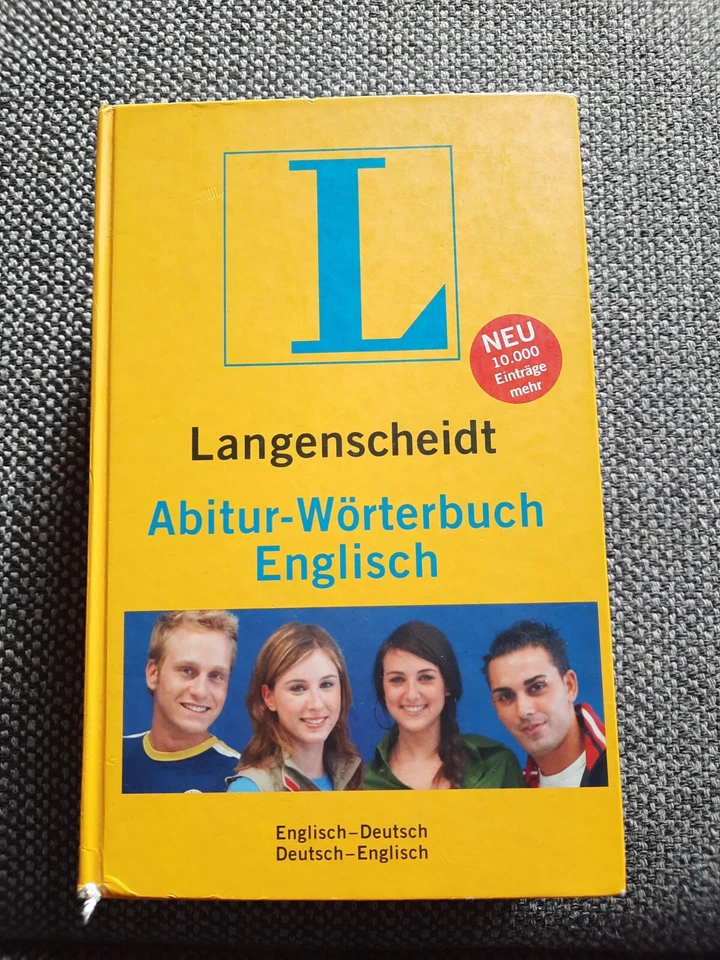 L
NEU
10.000
Einträge
mehr
Langenscheidt
Abitur-Wörterbuch
Englisch
Englisch–Deutsch
Deutsch–Englisch